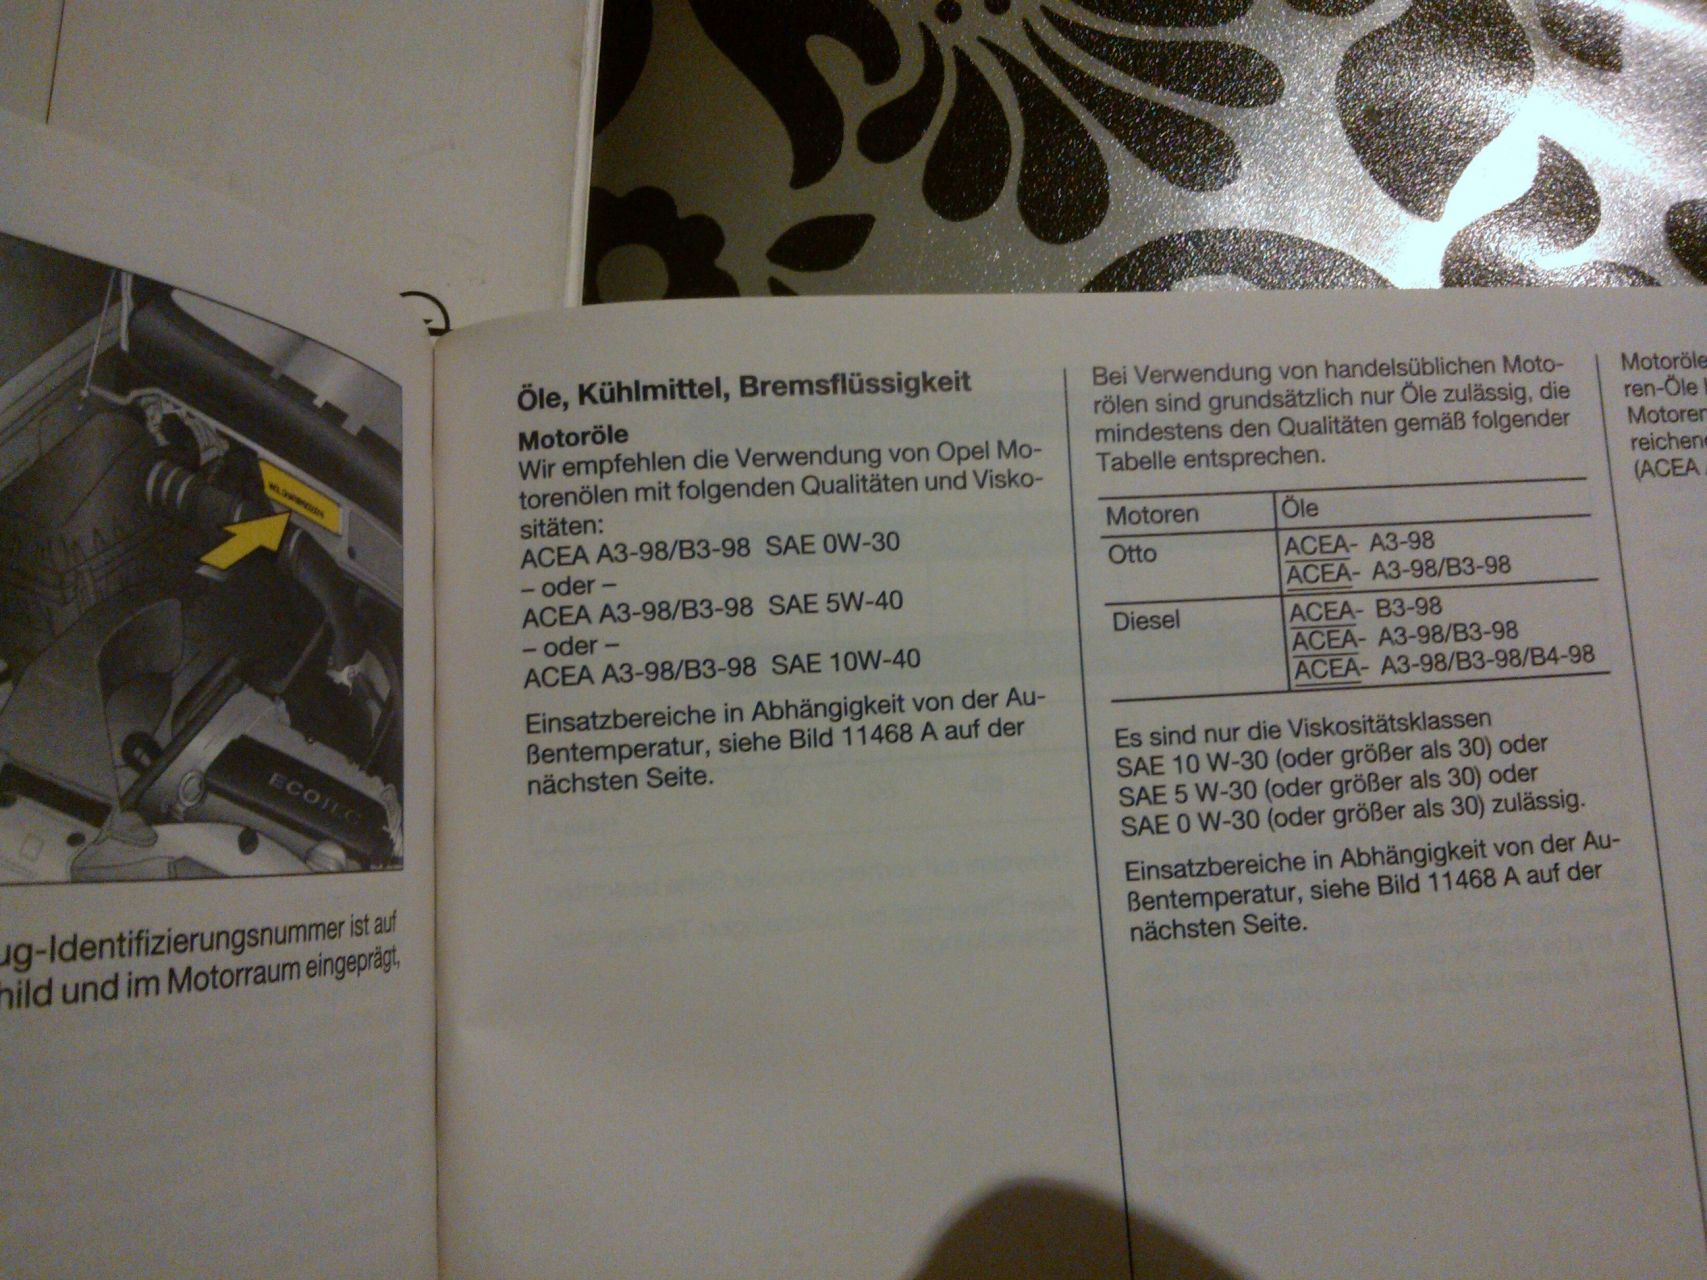 ECOTEC
ug-Identifizierungsnummer ist auf
hild und im Motorraum eingeprägt,
Öle, Kühlmittel, Bremsflüssigkeit
Motoröle
Wir empfehlen die Verwendung von Opel Mo-
torenölen mit folgenden Qualitäten und Visko-
sitäten:
ACEA A3-98/B3-98 SAE 0W-30
– oder –
ACEA A3-98/B3-98 SAE 5W-40
– oder –
ACEA A3-98/B3-98 SAE 10W-40
Einsatzbereiche in Abhängigkeit von der Au-
ßentemperatur, siehe Bild 11468 A auf der
nächsten Seite.
Bei Verwendung von handelsüblichen Moto-
rölen sind grundsätzlich nur Öle zulässig, die
mindestens den Qualitäten gemäß folgender
Tabelle entsprechen.
Motoren Öle
Otto ACEA- A3-98
ACEA- A3-98/B3-98
Diesel ACEA- B3-98
ACEA- A3-98/B3-98
ACEA- A3-98/B3-98/B4-98
Es sind nur die Viskositätsklassen
SAE 10 W-30 (oder größer als 30) oder
SAE 5 W-30 (oder größer als 30) oder
SAE 0 W-30 (oder größer als 30) zulässig.
Einsatzbereiche in Abhängigkeit von der Au-
ßentemperatur, siehe Bild 11468 A auf der
nächsten Seite.
Motoröle
ren-Öle
Motoren
reichen
(ACEA